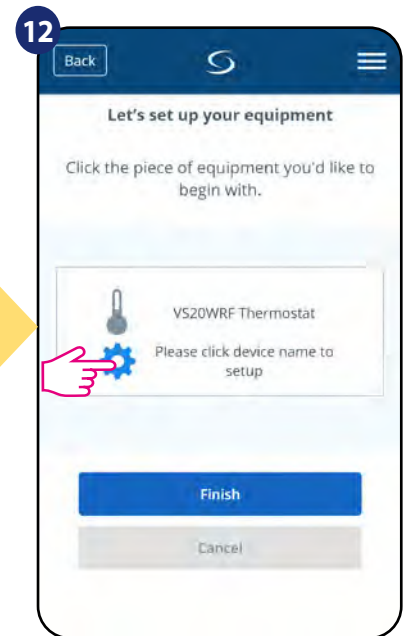 12
Back
Let's set up your equipment
Click the piece of equipment you'd like to
begin with.
VS20WRF Thermostat
Please click device name to
setup
Finish
Cancel